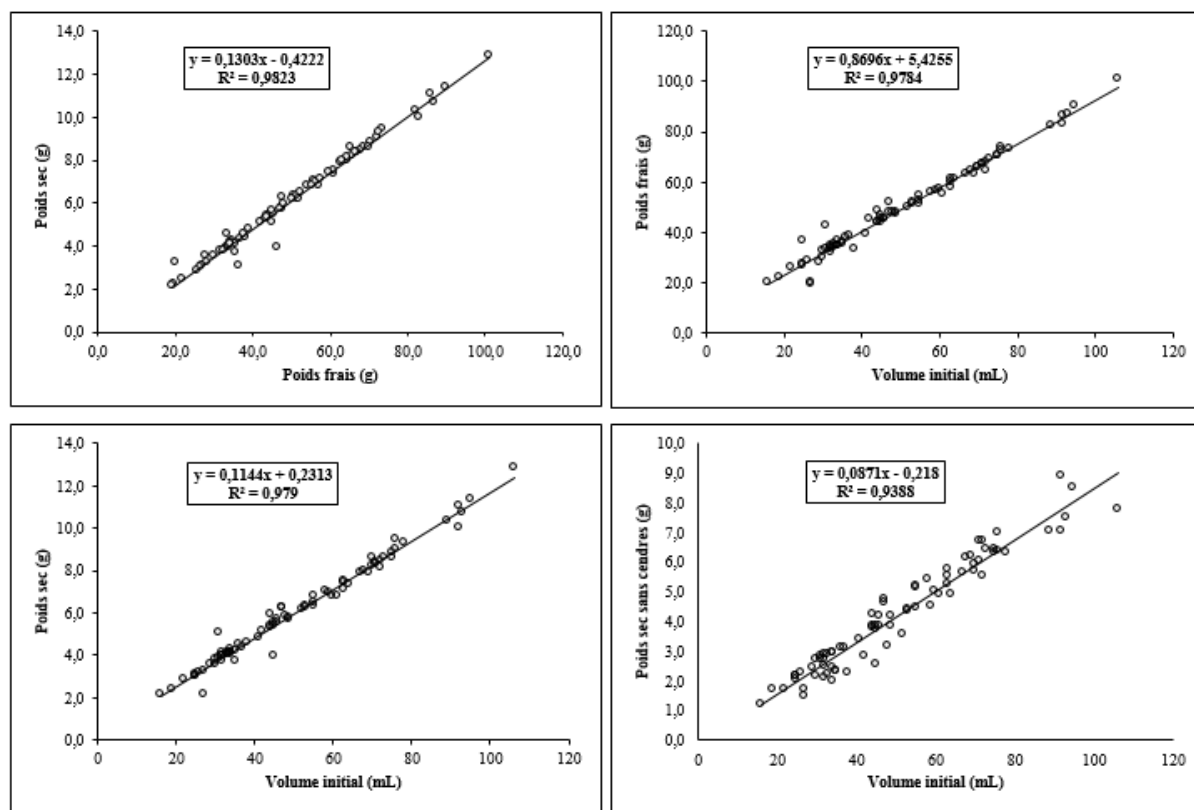 14,0
12,0
10,0
8,0
6,0
4,0
2,0
0,0
Poids sec (g)
y = 0,1303x - 0,4222
R² = 0,9823
0,0 20,0 40,0 60,0 80,0 100,0 120,0
Poids frais (g)
120,0
100,0
80,0
60,0
40,0
20,0
0,0
Poids frais (g)
y = 0,8696x + 5,4255
R² = 0,9784
0 20 40 60 80 100 120
Volume initial (mL)
14,0
12,0
10,0
8,0
6,0
4,0
2,0
0,0
Poids sec (g)
y = 0,1144x + 0,2313
R² = 0,979
0 20 40 60 80 100 120
Volume initial (mL)
10,0
9,0
8,0
7,0
6,0
5,0
4,0
3,0
2,0
1,0
0,0
Poids sec sans cendres (g)
y = 0,0871x - 0,218
R² = 0,9388
0 20 40 60 80 100 120
Volume initial (mL)